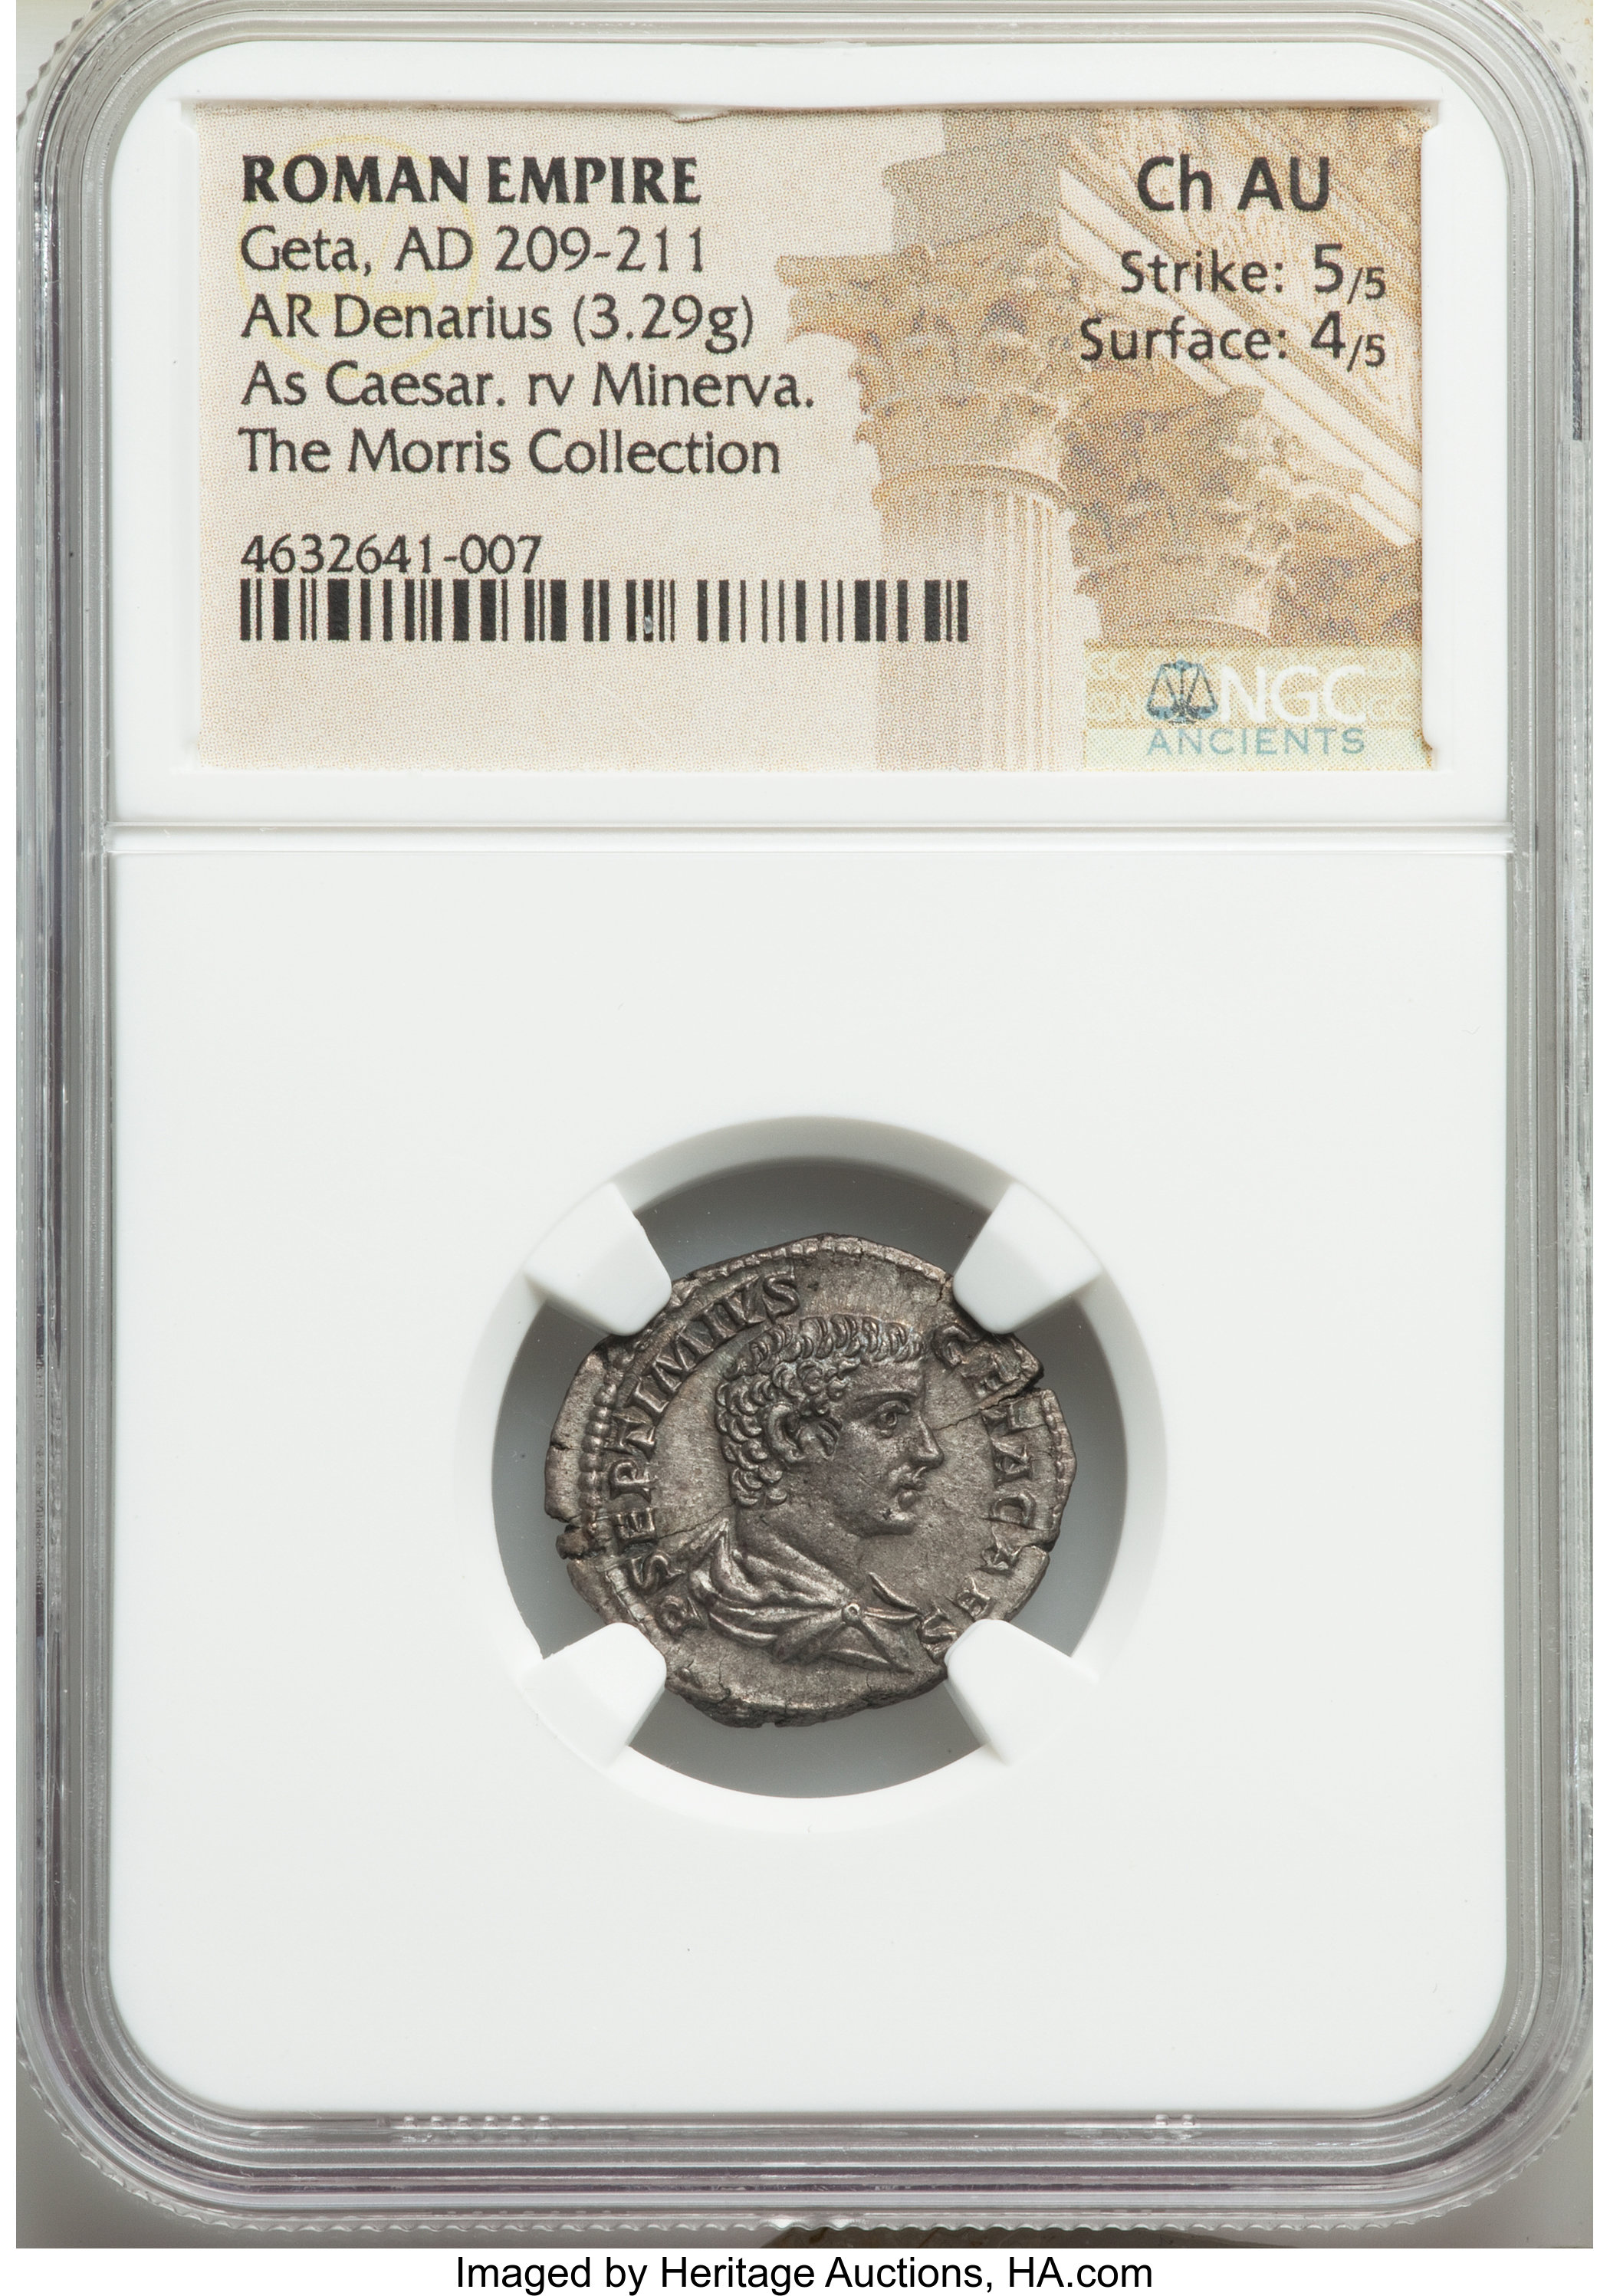 ROMAN EMPIRE
Geta, AD 209-211
AR Denarius (3.29g)
As Caesar. rv Minerva.
The Morris Collection
4632641-007
Ch AU
Strike: 5/5
Surface: 4/5
NGC
ANCIENTS
P SEPTIMIVS GETA CAES
Imaged by Heritage Auctions, HA.com